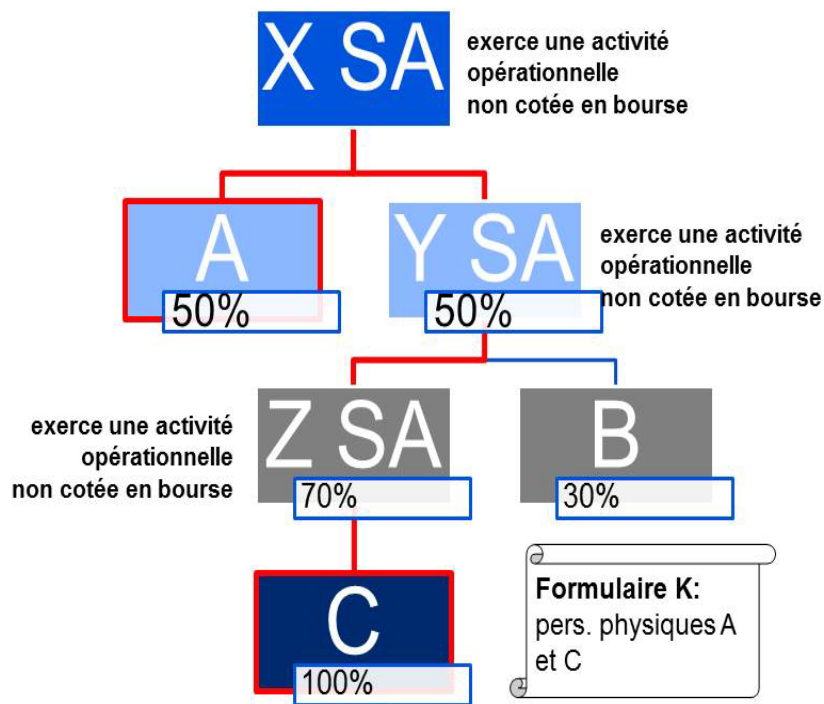 X SA
exerce une activité
opérationnelle
non cotée en bourse
A
50%
Y SA
50%
exerce une activité
opérationnelle
non cotée en bourse
exerce une activité
opérationnelle
non cotée en bourse
Z SA
70%
B
30%
C
100%
Formulaire K:
pers. physiques A
et C